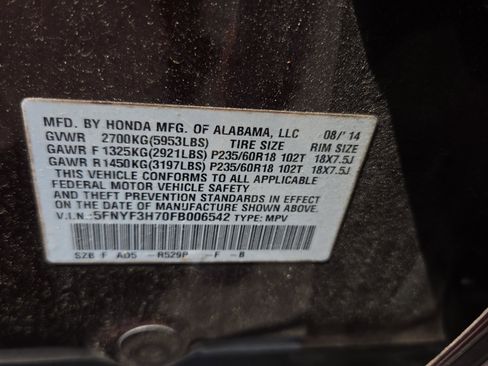 MFD. BY HONDA MFG. OF ALABAMA, LLC 08/'14
GVWR 2700KG(5953LBS) TIRE SIZE RIM SIZE
GAWR F 1325KG(2921LBS) P235/60R18 102T 18X7.5J
GAWR R 1450KG(3197LBS) P235/60R18 102T 18X7.5J
THIS VEHICLE CONFORMS TO ALL APPLICABLE
FEDERAL MOTOR VEHICLE SAFETY
AND THEFT PREVENTION STANDARDS IN EFFECT
ON THE DATE OF MANUFACTURE SHOWN ABOVE.
V.I.N.:5FNYF3H70FB006542 TYPE: MPV
SZB F AD5 -R529P -F -B